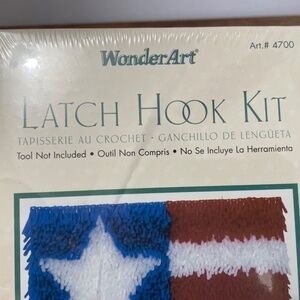 WonderArt®
Art.# 4700
LATCH HOOK KIT
TAPISSERIE AU CROCHET · GANCHILLO DE LENGÜETA
Tool Not Included • Outil Non Compris • No Se Incluye La Herramienta